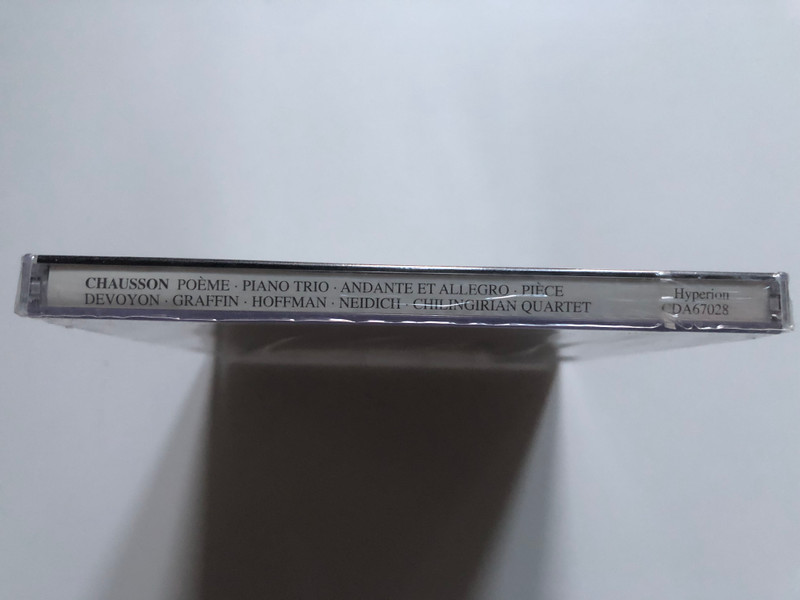 CHAUSSON POÈME · PIANO TRIO · ANDANTE ET ALLEGRO · PIÈCE
DEVOYON · GRAFFIN · HOFFMAN · NEIDICH · CHILINGIRIAN QUARTET
Hyperion
CDA67028